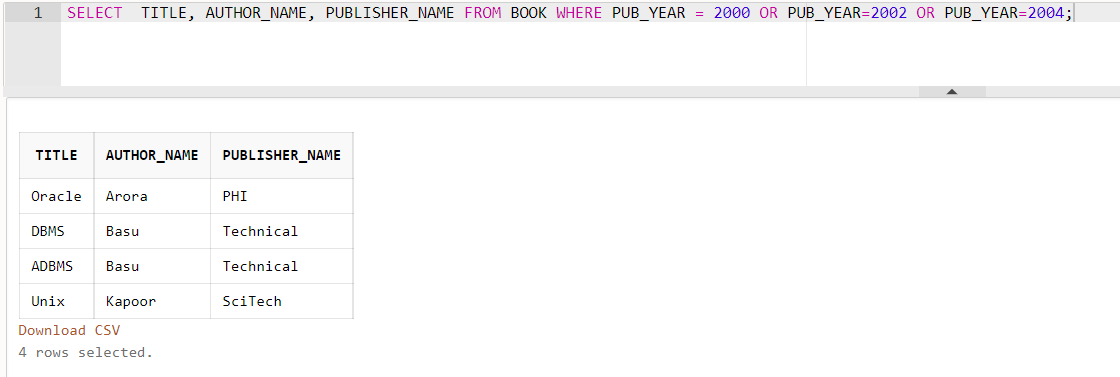 1 SELECT  TITLE, AUTHOR_NAME, PUBLISHER_NAME FROM BOOK WHERE PUB_YEAR = 2000 OR PUB_YEAR=2002 OR PUB_YEAR=2004;
TITLE AUTHOR_NAME PUBLISHER_NAME
Oracle Arora PHI
DBMS Basu Technical
ADBMS Basu Technical
Unix Kapoor SciTech
Download CSV
4 rows selected.